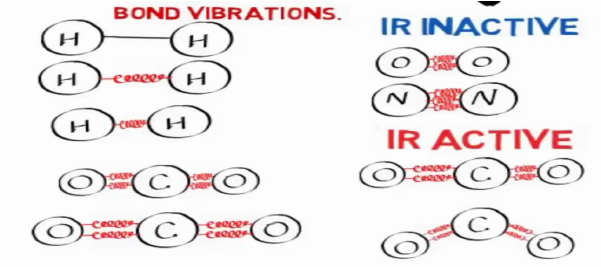 BOND VIBRATIONS.
H H
H H
H H
O C O
O C O
IR INACTIVE
O O
N N
IR ACTIVE
O C O
O C O